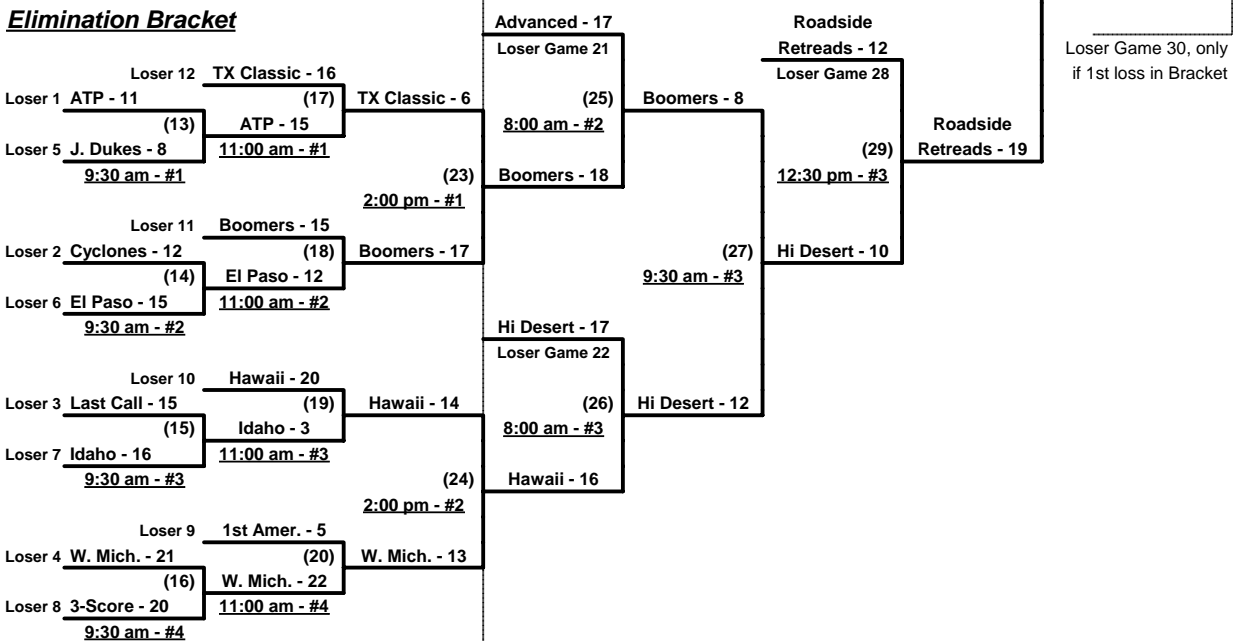 Elimination Bracket
Advanced - 17
Roadside
Loser Game 21
Retreads - 12
Loser Game 30, only
Loser 12 TX Classic - 16
Loser Game 28
if 1st loss in Bracket
Loser 1 ATP - 11
(17)
TX Classic - 6
(25)
Boomers - 8
(13)
ATP - 15
8:00 am - #2
Roadside
Loser 5 J. Dukes - 8
11:00 am - #1
(29)
Retreads - 19
9:30 am - #1
(23)
Boomers - 18
12:30 pm - #3
2:00 pm - #1
Loser 11 Boomers - 15
Loser 2 Cyclones - 12
(18)
Boomers - 17
(27)
Hi Desert - 10
(14)
El Paso - 12
9:30 am - #3
Loser 6 El Paso - 15
11:00 am - #2
9:30 am - #2
Hi Desert - 17
Loser Game 22
Loser 10 Hawaii - 20
Loser 3 Last Call - 15
(19)
Hawaii - 14
(26)
Hi Desert - 12
(15)
Idaho - 3
8:00 am - #3
Loser 7 Idaho - 16
11:00 am - #3
9:30 am - #3
(24)
Hawaii - 16
2:00 pm - #2
Loser 9 1st Amer. - 5
Loser 4 W. Mich. - 21
(20)
W. Mich. - 13
(16)
W. Mich. - 22
Loser 8 3-Score - 20
11:00 am - #4
9:30 am - #4